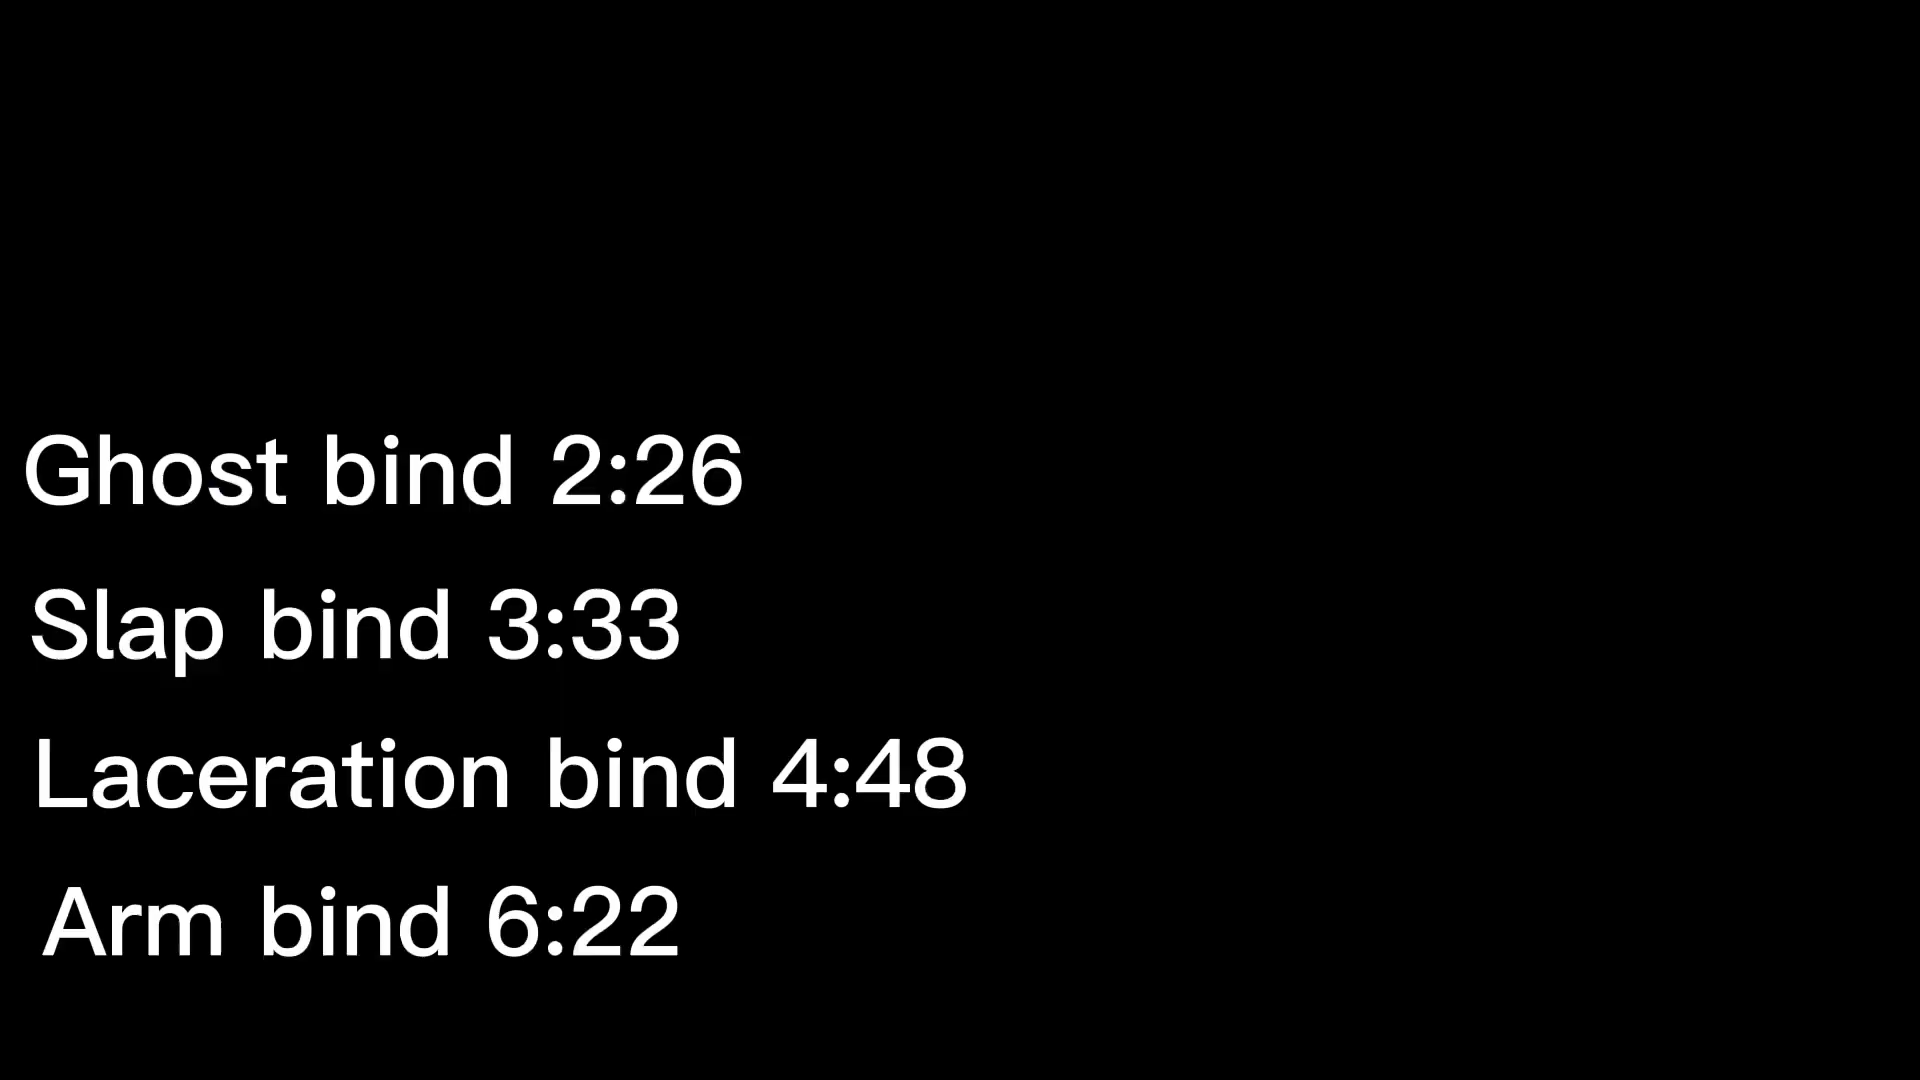 Ghost bind 2:26
Slap bind 3:33
Laceration bind 4:48
Arm bind 6:22